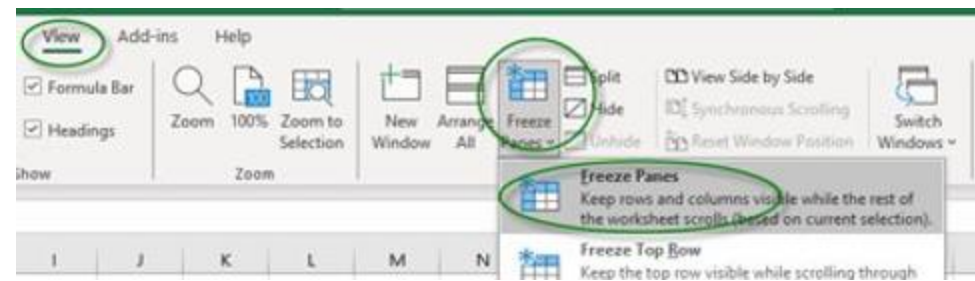 View Add-ins Help
Formula Bar
Headings
Show
Zoom 100% Zoom to Selection
Zoom
New Window Arrange All Freeze Panes
Split
Hide
Unhide
View Side by Side
Synchronous Scrolling
Reset Window Position
Switch Windows
Freeze Panes
Keep rows and columns visible while the rest of
the worksheet scrolls (based on current selection).
Freeze Top Row
Keep the top row visible while scrolling through
I J K L M N